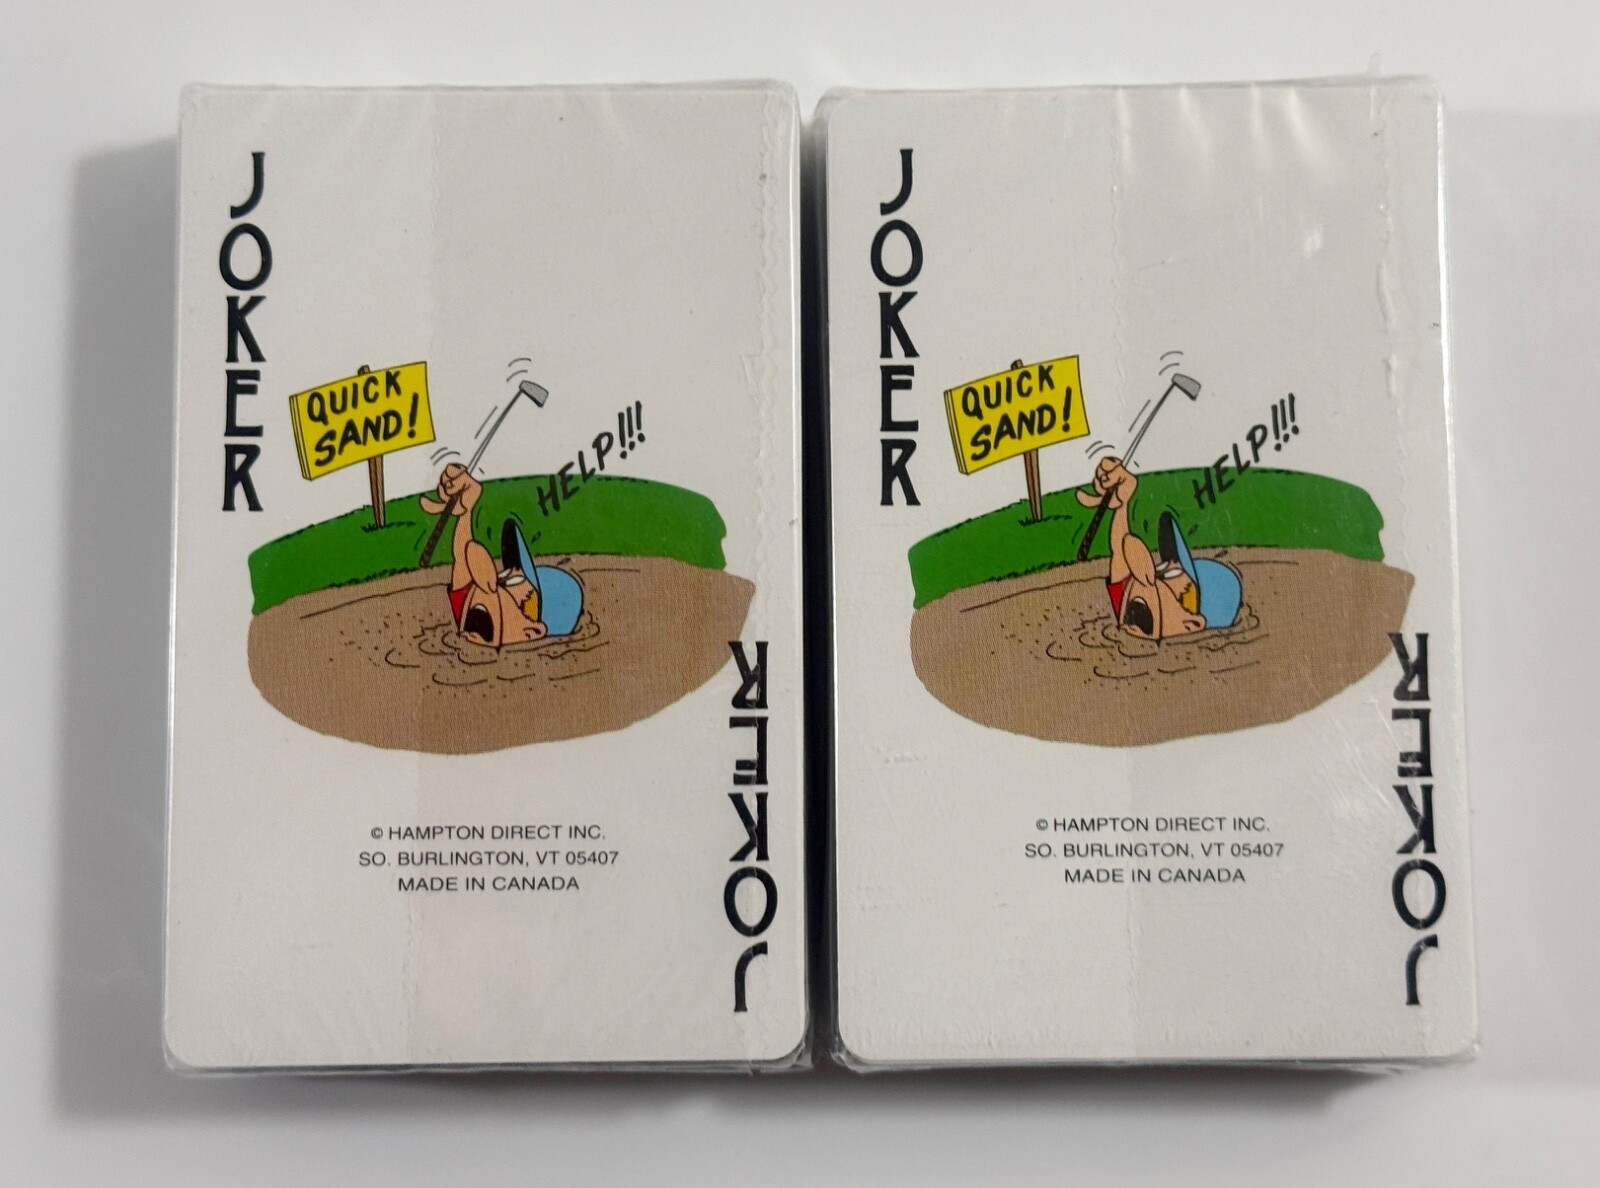 JOKER
QUICK
SAND!
HELP!!!
© HAMPTON DIRECT INC.
SO. BURLINGTON, VT 05407
MADE IN CANADA
JOKER
JOKER
QUICK
SAND!
HELP!!!
© HAMPTON DIRECT INC.
SO. BURLINGTON, VT 05407
MADE IN CANADA
JOKER